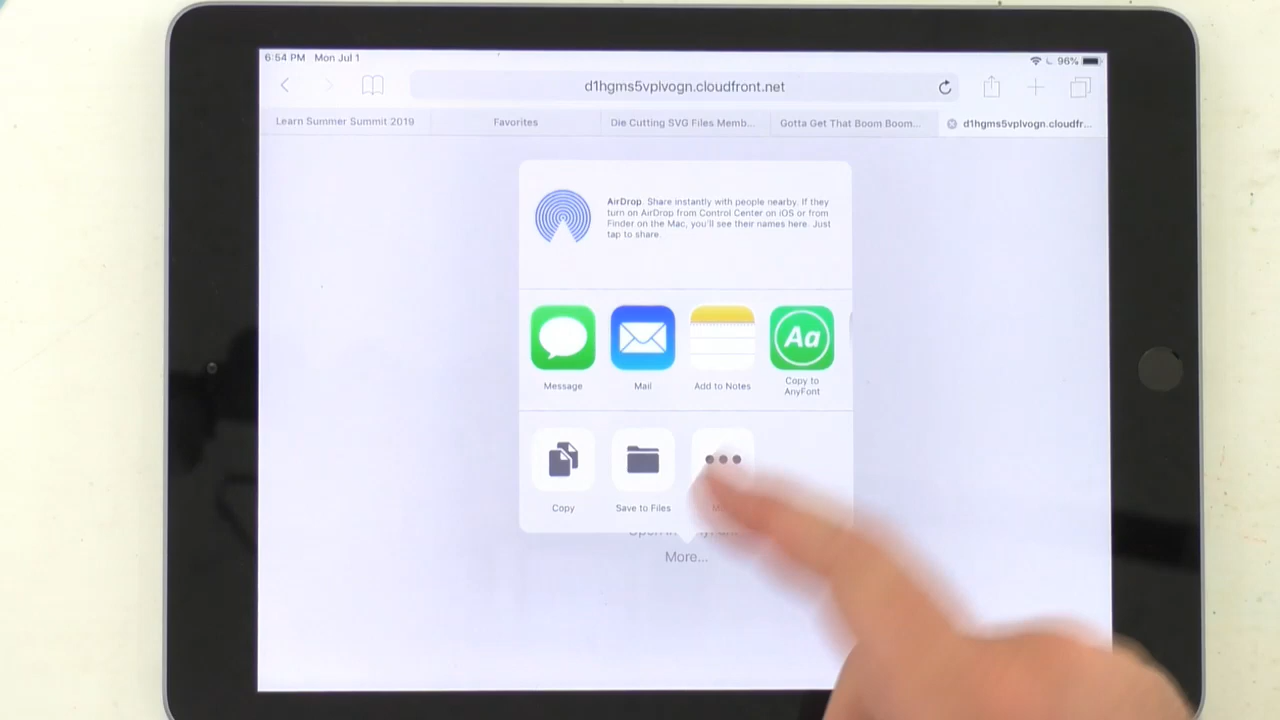 6:54 PM Mon Jul 1
96%
d1hgms5vplvogn.cloudfront.net
Learn Summer Summit 2019
Favorites
Die Cutting SVG Files Memb...
Gotta Get That Boom Boom...
d1hgms5vplvogn.cloudfr...
AirDrop. Share instantly with people nearby. If they
turn on AirDrop from Control Center on iOS or from
Finder on the Mac, you'll see their names here. Just
tap to share.
Aa
Message
Mail
Add to Notes
Copy to
AnyFont
Copy
Save to Files
More...